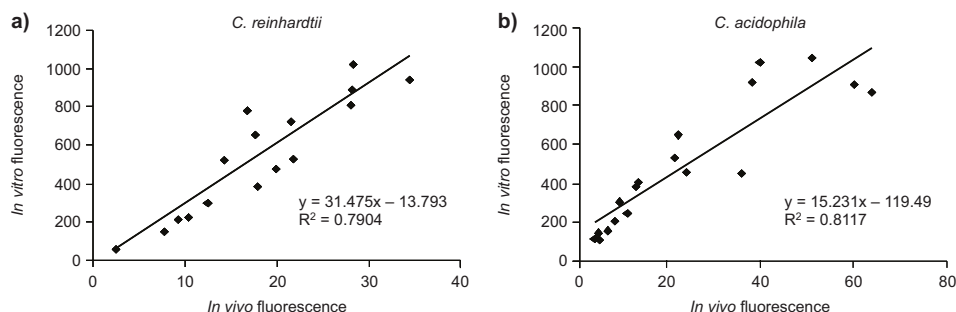 a)
C. reinhardtii
1200
1000
800
600
400
200
0
In vitro fluorescence
y = 31.475x – 13.793
R² = 0.7904
0 10 20 30 40
In vivo fluorescence
b)
C. acidophila
1200
1000
800
600
400
200
0
In vitro fluorescence
y = 15.231x – 119.49
R² = 0.8117
0 20 40 60 80
In vivo fluorescence